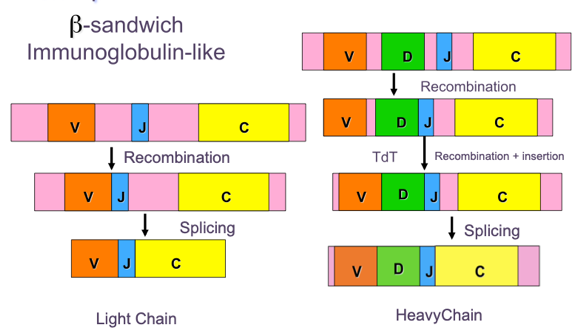 β-sandwich
Immunoglobulin-like
V J C
Recombination
V J C
Splicing
V J C
Light Chain
V D J C
Recombination
V D J C
TdT Recombination + insertion
V D J C
Splicing
V D J C
HeavyChain